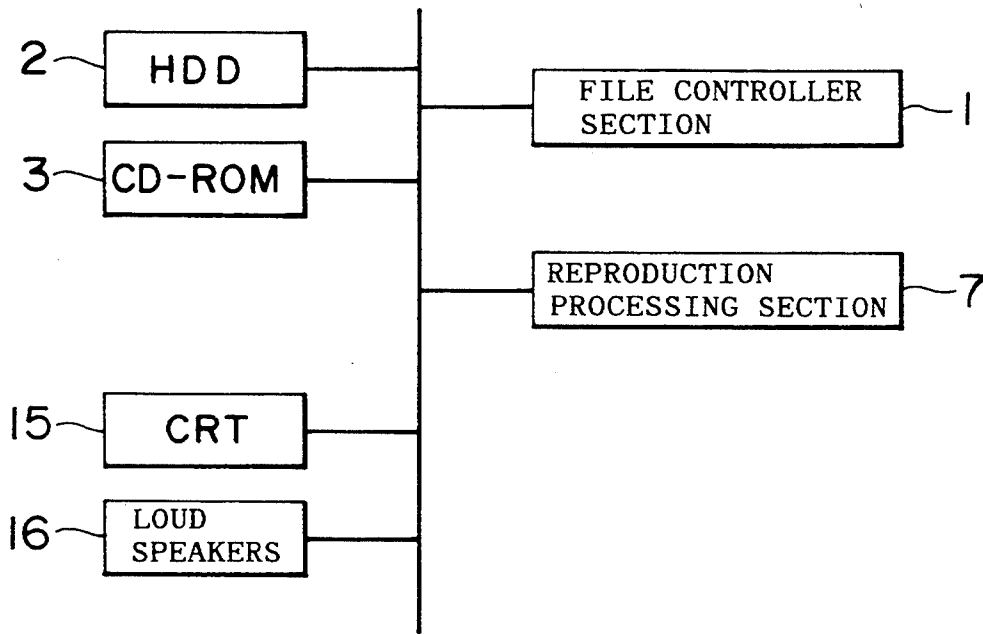 2
HDD
FILE CONTROLLER
SECTION
1
3
CD-ROM
REPRODUCTION
PROCESSING SECTION
7
15
CRT
16
LOUD
SPEAKERS